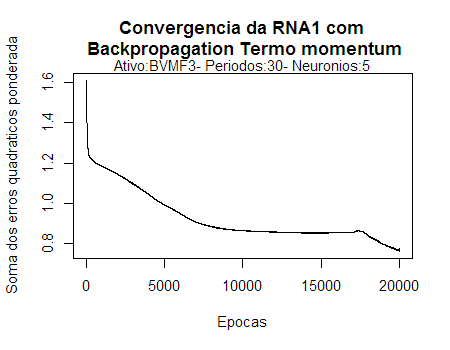 Convergencia da RNA1 com
Backpropagation Termo momentum
Ativo:BVMF3- Periodos:30- Neuronios:5
Soma dos erros quadraticos ponderada
1.6
1.4
1.2
1.0
0.8
0 5000 10000 15000 20000
Epocas